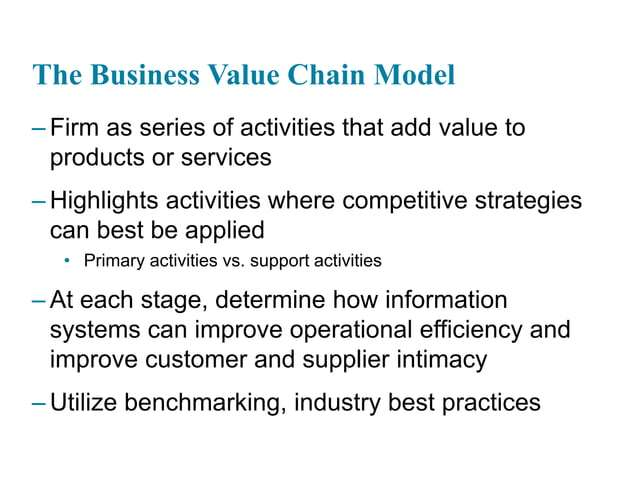 The Business Value Chain Model
– Firm as series of activities that add value to
products or services
– Highlights activities where competitive strategies
can best be applied
• Primary activities vs. support activities
– At each stage, determine how information
systems can improve operational efficiency and
improve customer and supplier intimacy
– Utilize benchmarking, industry best practices